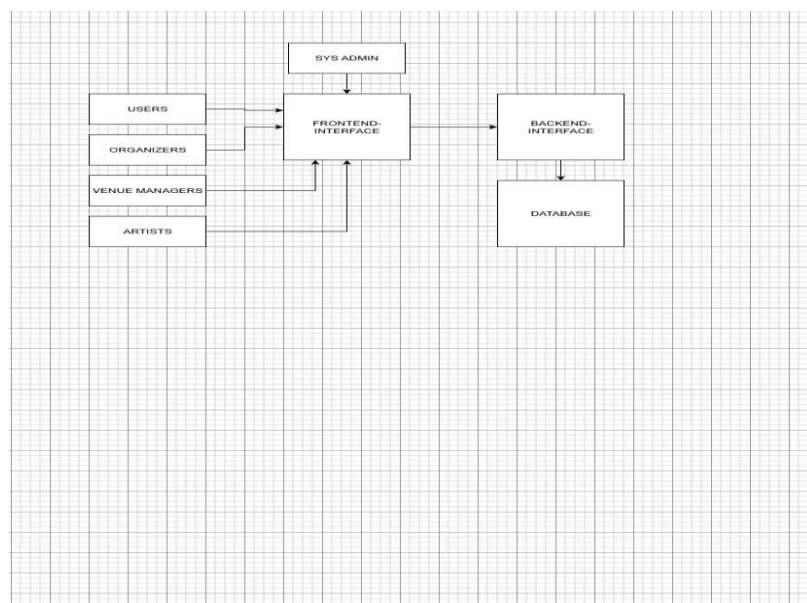 SYS ADMIN
USERS
FRONTEND-
INTERFACE
BACKEND-
INTERFACE
ORGANIZERS
VENUE MANAGERS
DATABASE
ARTISTS